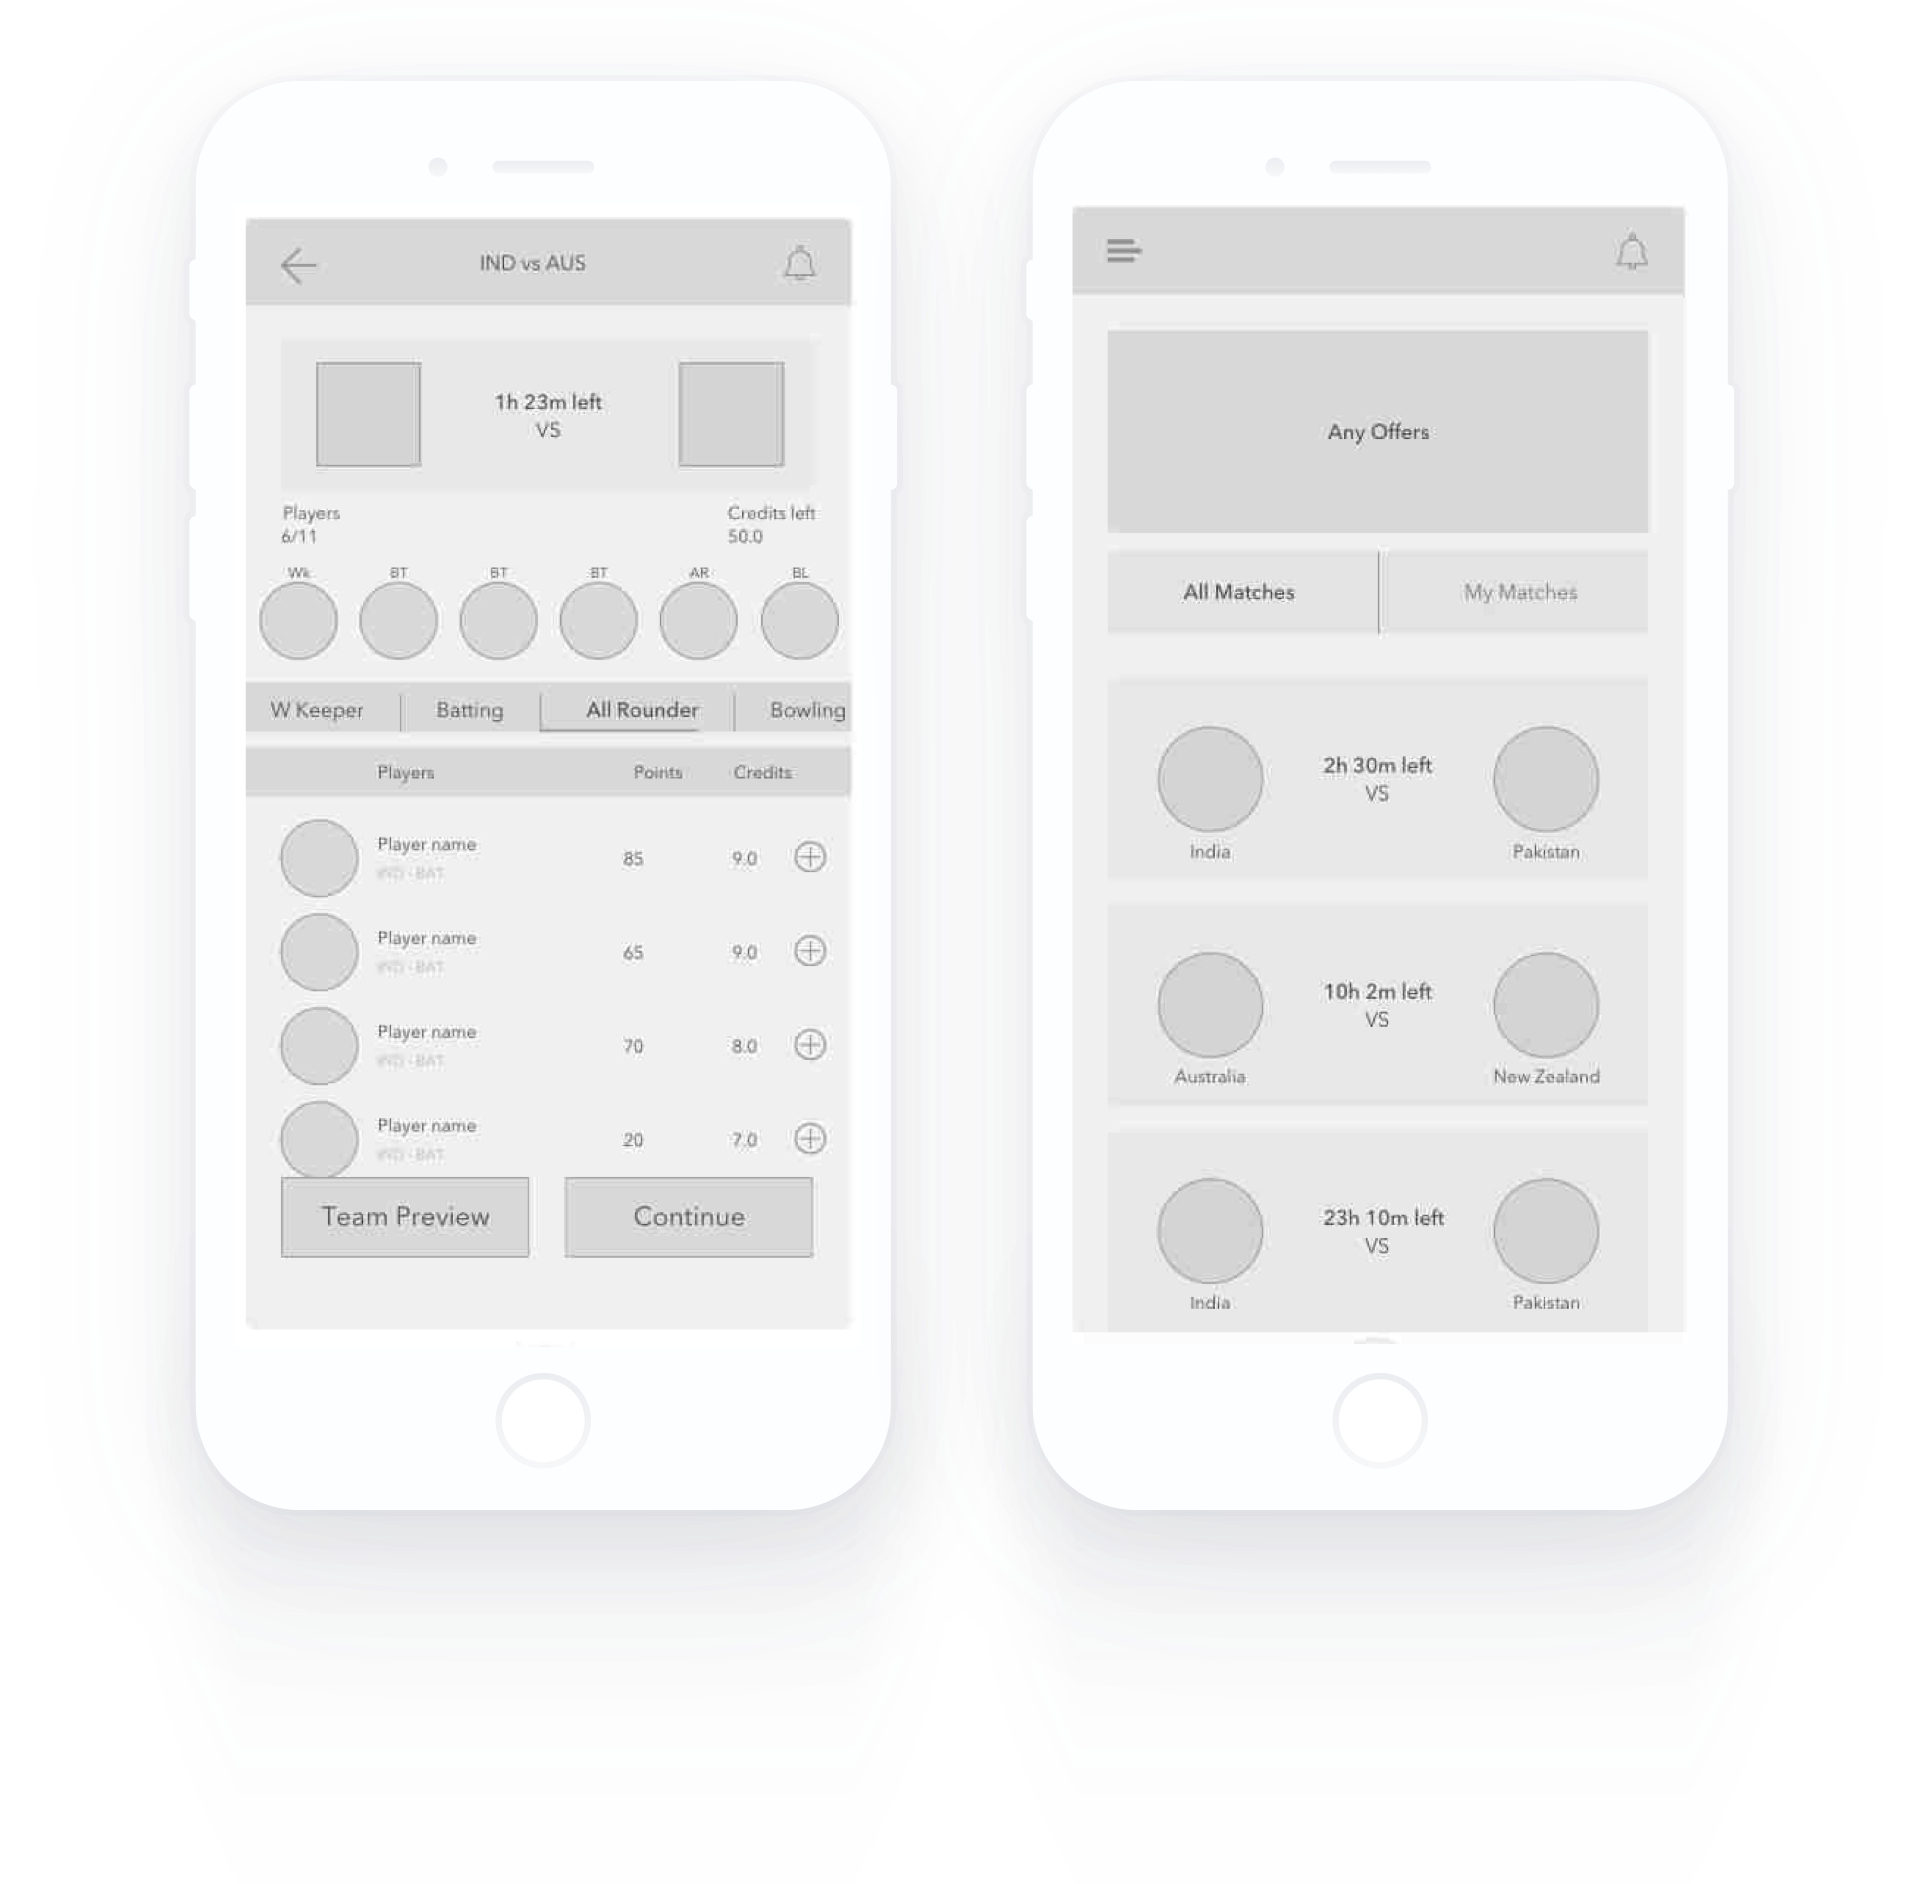 IND vs AUS
1h 23m left
VS
Players
6/11
Credits left
50.0
Wk BT BT BT AR BL
W Keeper Batting All Rounder Bowling
Players Points Credits
Player name
IND - BAT
85 9.0
Player name
IND - BAT
65 9.0
Player name
IND - BAT
70 8.0
Player name
IND - BAT
20 7.0
Team Preview Continue
Any Offers
All Matches My Matches
2h 30m left
VS
India Pakistan
10h 2m left
VS
Australia New Zealand
23h 10m left
VS
India Pakistan